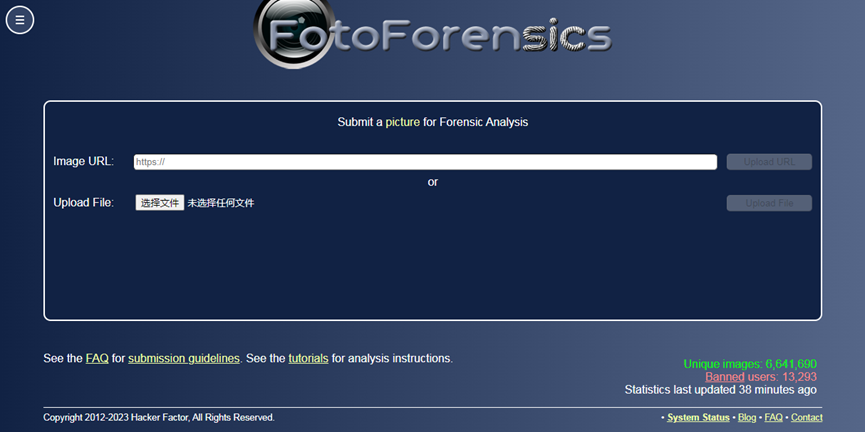 FotoForensics
Submit a picture for Forensic Analysis
Image URL: https:// Upload URL
or
Upload File: 选择文件 未选择任何文件 Upload File
See the FAQ for submission guidelines. See the tutorials for analysis instructions.
Unique images: 6,641,690
Banned users: 13,293
Statistics last updated 38 minutes ago
Copyright 2012-2023 Hacker Factor, All Rights Reserved.
• System Status • Blog • FAQ • Contact